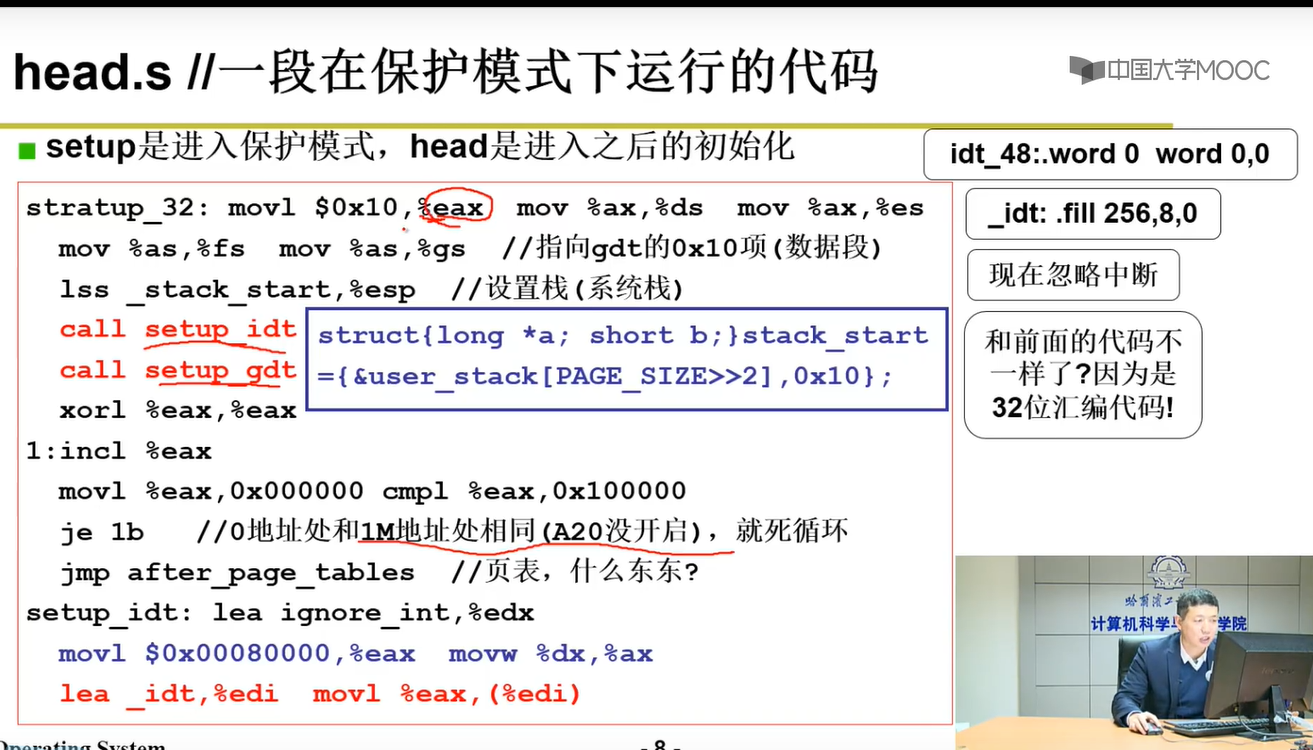 head.s //一段在保护模式下运行的代码
中国大学MOOC
setup是进入保护模式，head是进入之后的初始化
idt_48:.word 0 word 0,0
stratup_32: movl $0x10,%eax mov %ax,%ds mov %ax,%es
_idt: .fill 256,8,0
mov %as,%fs mov %as,%gs //指向gdt的0x10项(数据段)
现在忽略中断
lss _stack_start,%esp //设置栈(系统栈)
call setup_idt
struct{long *a; short b;}stack_start
和前面的代码不
call setup_gdt
={&user_stack[PAGE_SIZE>>2],0x10};
一样了?因为是
xorl %eax,%eax
32位汇编代码!
1:incl %eax
movl %eax,0x000000 cmpl %eax,0x100000
je 1b //0地址处和1M地址处相同(A20没开启)，就死循环
jmp after_page_tables //页表，什么东东?
setup_idt: lea ignore_int,%edx
计算机科学与
学院
movl $0x00080000,%eax movw %dx,%ax
lea _idt,%edi movl %eax,(%edi)
Operating System
- 8 -